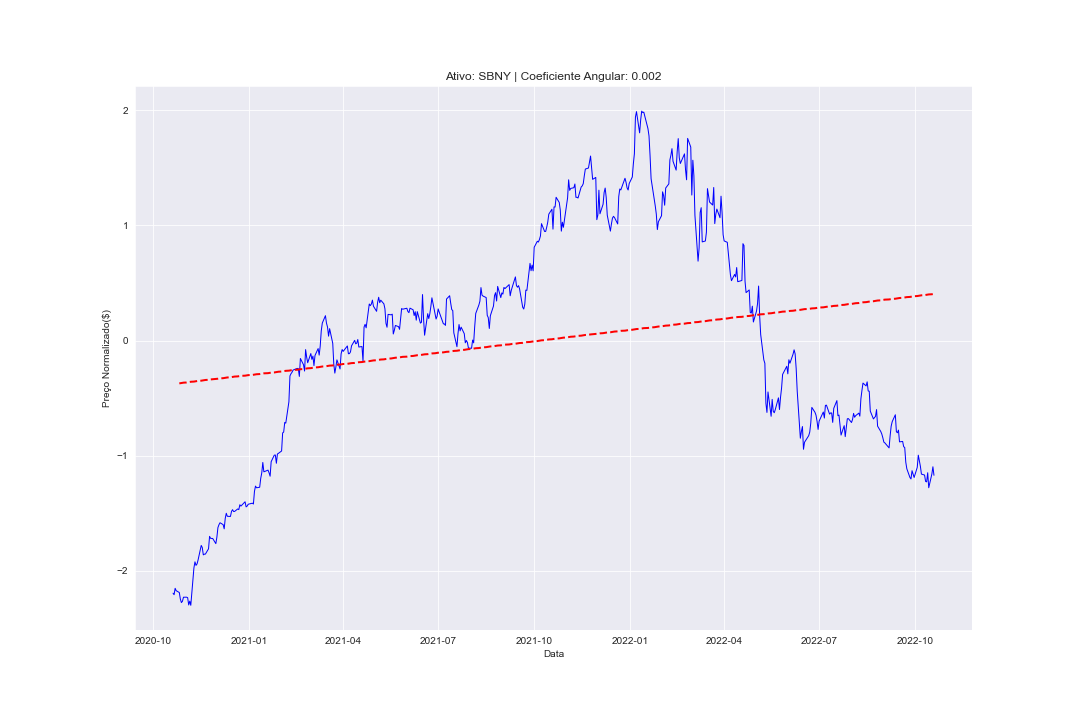 Ativo: SBNY | Coeficiente Angular: 0.002
2
1
0
−1
−2
Preço Normalizado($)
2020-10 2021-01 2021-04 2021-07 2021-10 2022-01 2022-04 2022-07 2022-10
Data